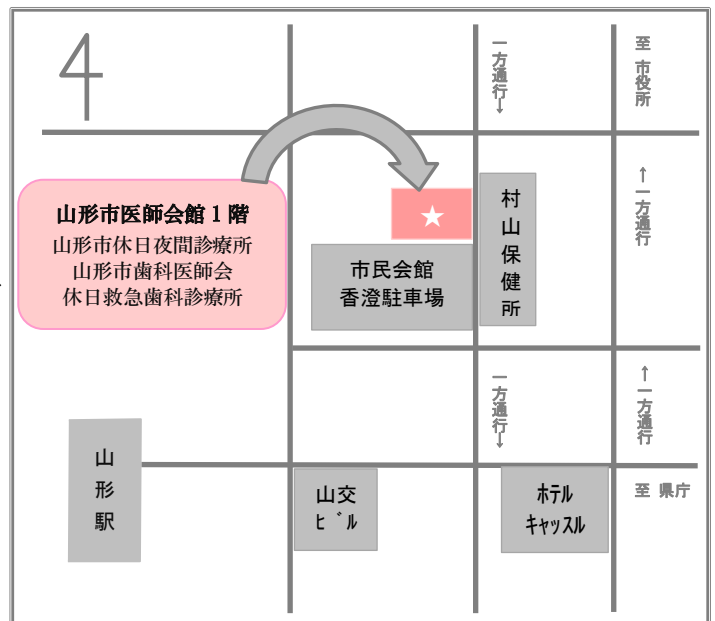 一方通行↓
至 市役所
山形市医師会館1階
山形市休日夜間診療所
山形市歯科医師会
休日救急歯科診療所
村山保健所
↑一方通行
市民会館
香澄駐車場
一方通行↓
↑一方通行
山形駅
山交
ビル
ホテル
キャッスル
至 県庁